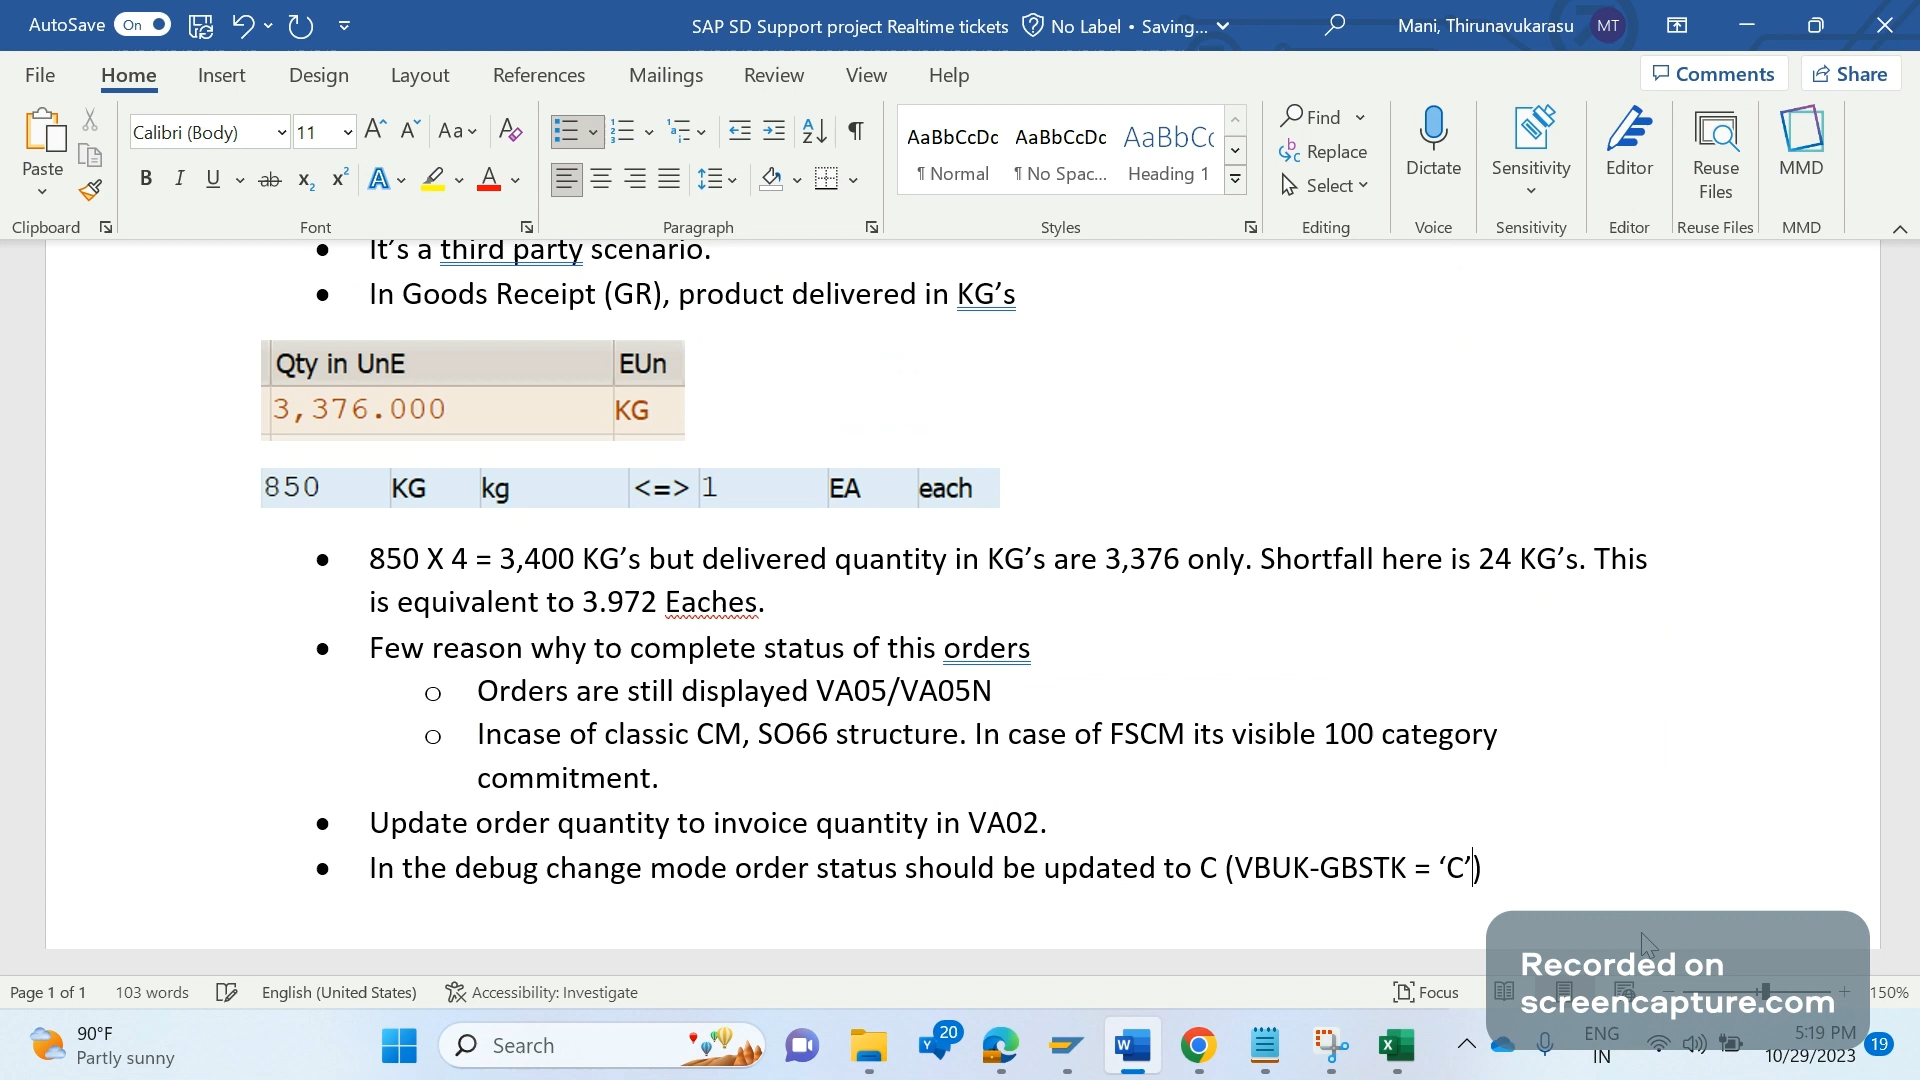 AutoSave On
SAP SD Support project Realtime tickets No Label • Saving...
Mani, Thirunavukarasu MT
File Home Insert Design Layout References Mailings Review View Help
Comments Share
Calibri (Body) 11 Aa
Paste
B I U ab x2 x2 A A
AaBbCcDc AaBbCcDc AaBbCc
¶ Normal ¶ No Spac... Heading 1
Find
Replace
Select
Dictate Sensitivity Editor Reuse Files MMD
Clipboard Font Paragraph Styles Editing Voice Sensitivity Editor Reuse Files MMD
• It's a third party scenario.
• In Goods Receipt (GR), product delivered in KG's
Qty in UnE EUn
3,376.000 KG
850 KG kg <=> 1 EA each
• 850 X 4 = 3,400 KG's but delivered quantity in KG's are 3,376 only. Shortfall here is 24 KG's. This
is equivalent to 3.972 Eaches.
• Few reason why to complete status of this orders
o Orders are still displayed VA05/VA05N
o Incase of classic CM, SO66 structure. In case of FSCM its visible 100 category
commitment.
• Update order quantity to invoice quantity in VA02.
• In the debug change mode order status should be updated to C (VBUK-GBSTK = ‘C’)
Recorded on
screencapture.com
Page 1 of 1 103 words English (United States) Accessibility: Investigate
Focus 150%
90°F
Partly sunny
Search
20
ENG
IN
5:19 PM
10/29/2023
19